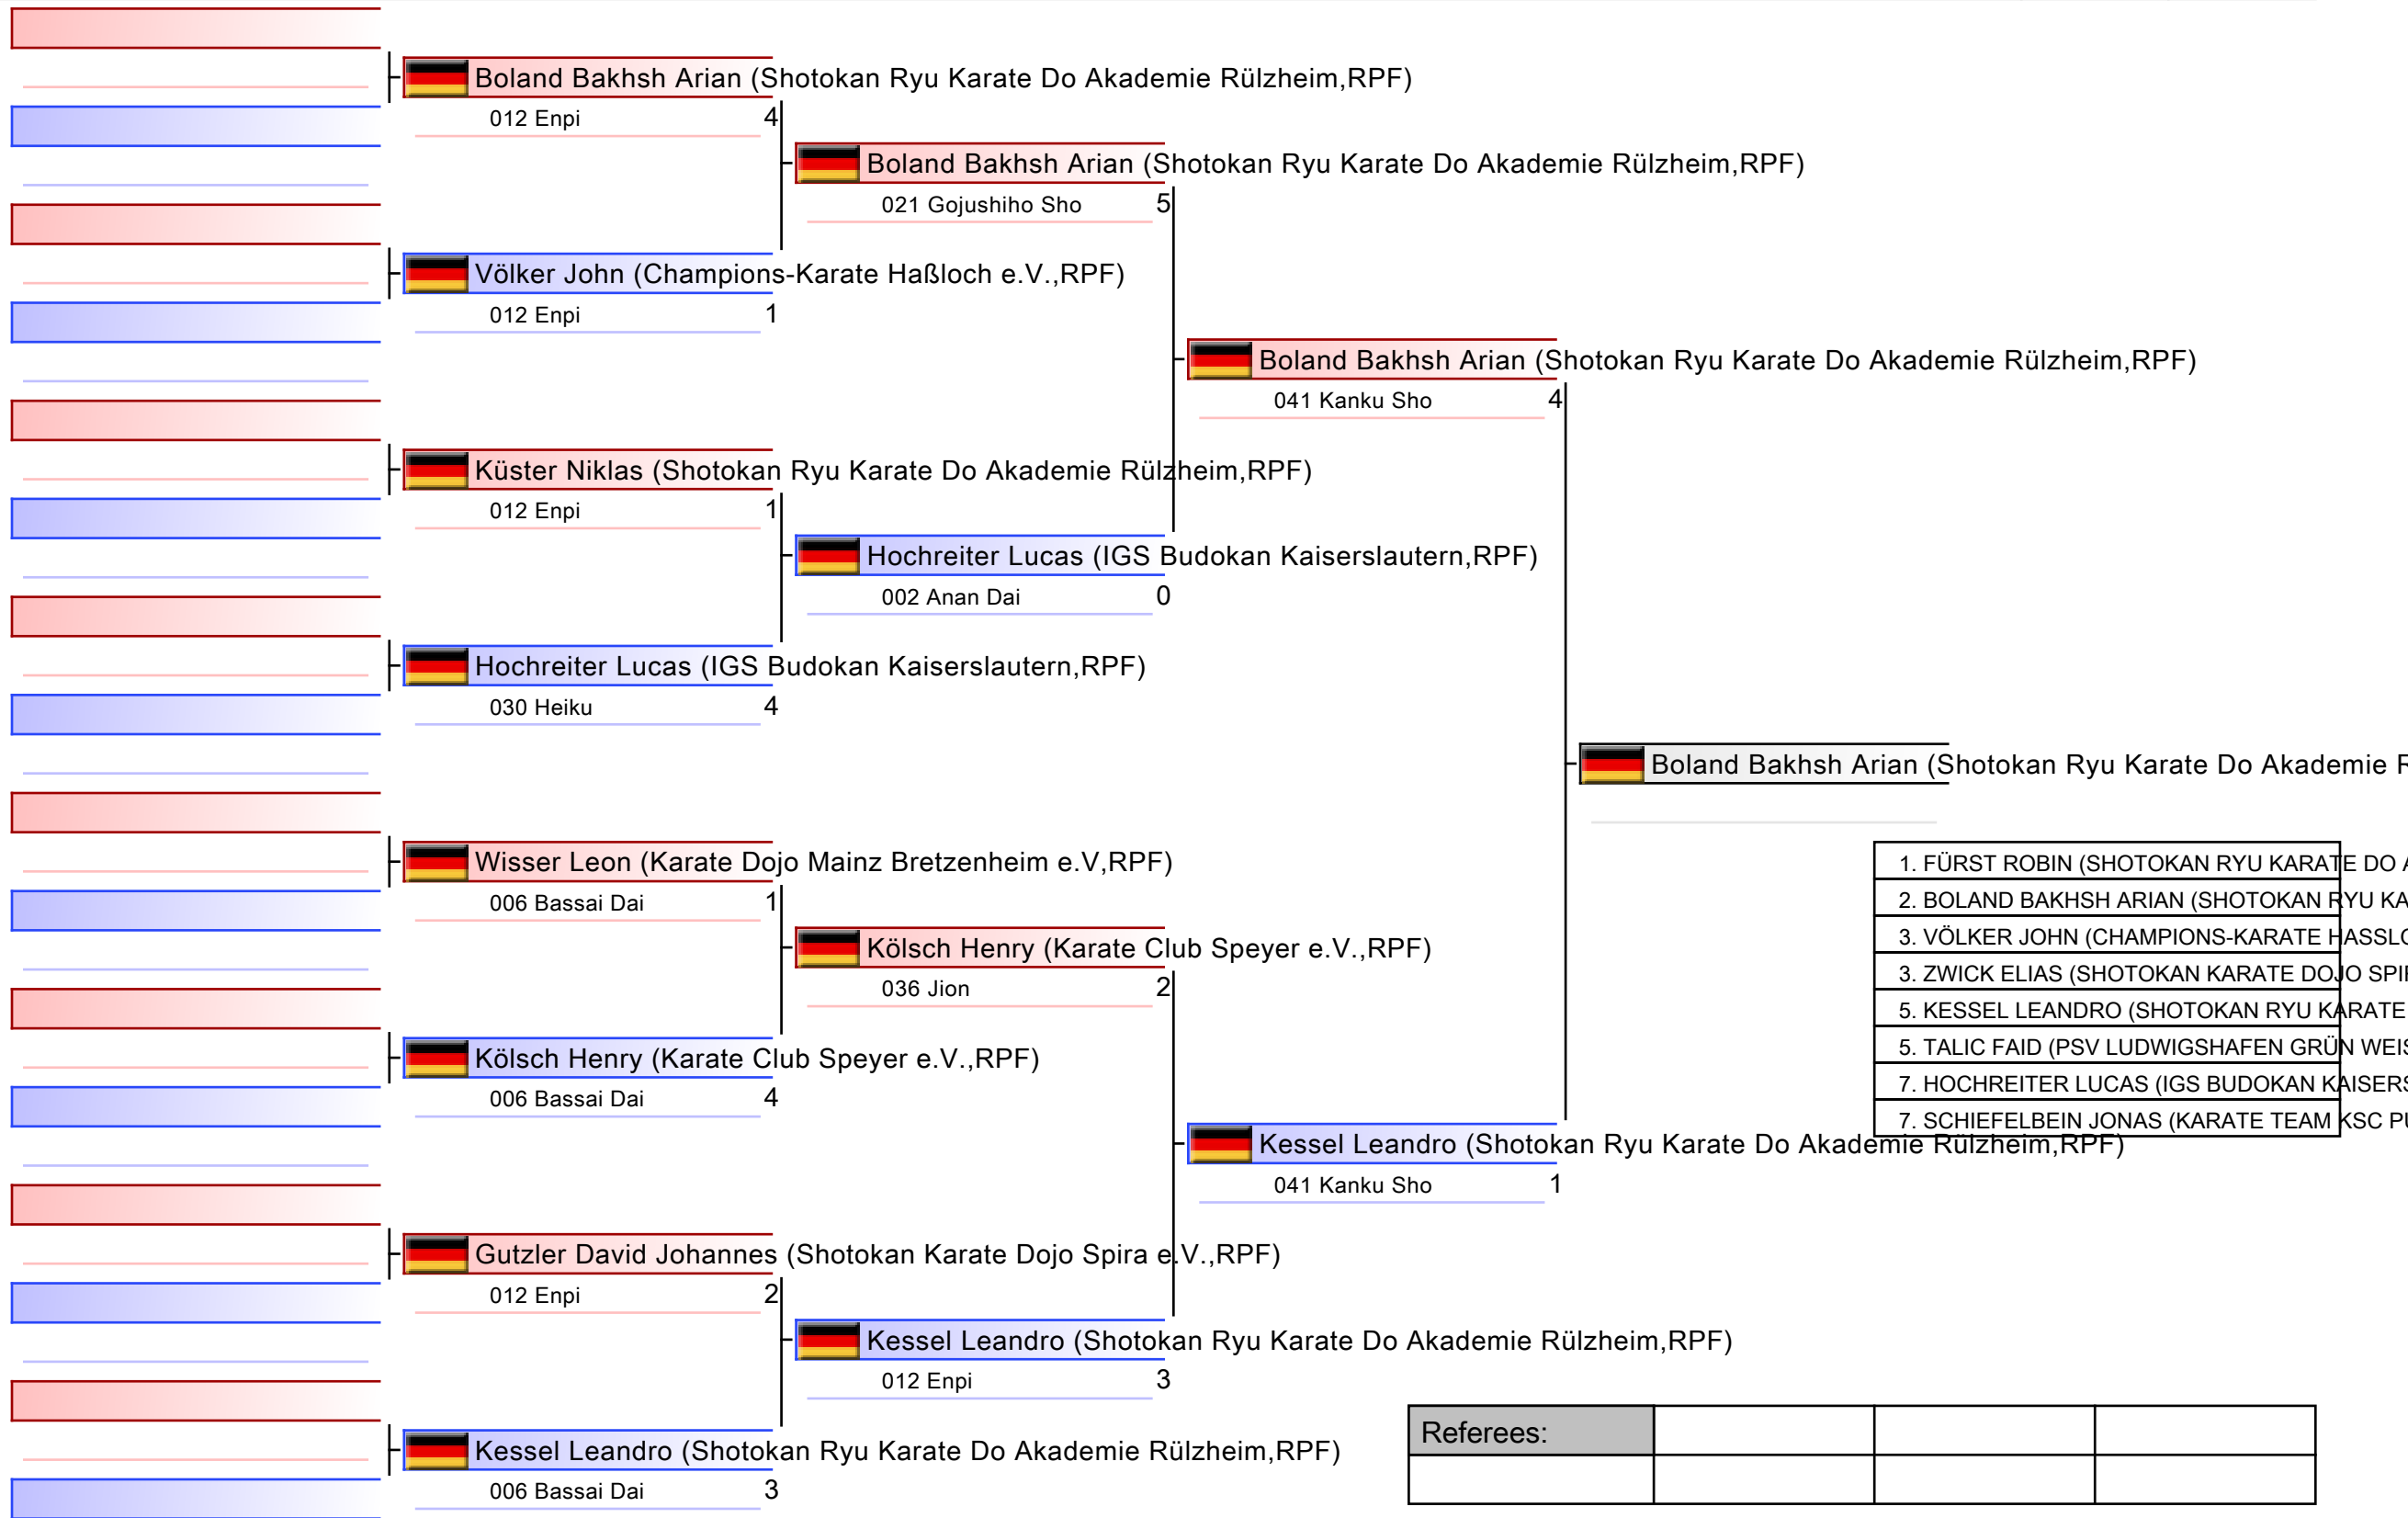 Boland Bakhsh Arian (Shotokan Ryu Karate Do Akademie Rülzheim,RPF)
012 Enpi 4
Boland Bakhsh Arian (Shotokan Ryu Karate Do Akademie Rülzheim,RPF)
021 Gojushiho Sho 5
Völker John (Champions-Karate Haßloch e.V.,RPF)
012 Enpi 1
Boland Bakhsh Arian (Shotokan Ryu Karate Do Akademie Rülzheim,RPF)
041 Kanku Sho 4
Küster Niklas (Shotokan Ryu Karate Do Akademie Rülzheim,RPF)
012 Enpi 1
Hochreiter Lucas (IGS Budokan Kaiserslautern,RPF)
002 Anan Dai 0
Hochreiter Lucas (IGS Budokan Kaiserslautern,RPF)
030 Heiku 4
Boland Bakhsh Arian (Shotokan Ryu Karate Do Akademie
Wisser Leon (Karate Dojo Mainz Bretzenheim e.V,RPF)
006 Bassai Dai 1
Kölsch Henry (Karate Club Speyer e.V.,RPF)
036 Jion 2
Kölsch Henry (Karate Club Speyer e.V.,RPF)
006 Bassai Dai 4
1. FÜRST ROBIN (SHOTOKAN RYU KARATE DO
2. BOLAND BAKHSH ARIAN (SHOTOKAN RYU KA
3. VÖLKER JOHN (CHAMPIONS-KARATE HASSLO
3. ZWICK ELIAS (SHOTOKAN KARATE DOJO SPI
5. KESSEL LEANDRO (SHOTOKAN RYU KARATE
5. TALIC FAID (PSV LUDWIGSHAFEN GRÜN WEIS
7. HOCHREITER LUCAS (IGS BUDOKAN KAISERS
7. SCHIEFELBEIN JONAS (KARATE TEAM KSC PU
Kessel Leandro (Shotokan Ryu Karate Do Akademie Rülzheim,RPF)
041 Kanku Sho 1
Gutzler David Johannes (Shotokan Karate Dojo Spira e.V.,RPF)
012 Enpi 2
Kessel Leandro (Shotokan Ryu Karate Do Akademie Rülzheim,RPF)
012 Enpi 3
Kessel Leandro (Shotokan Ryu Karate Do Akademie Rülzheim,RPF)
006 Bassai Dai 3
Referees: